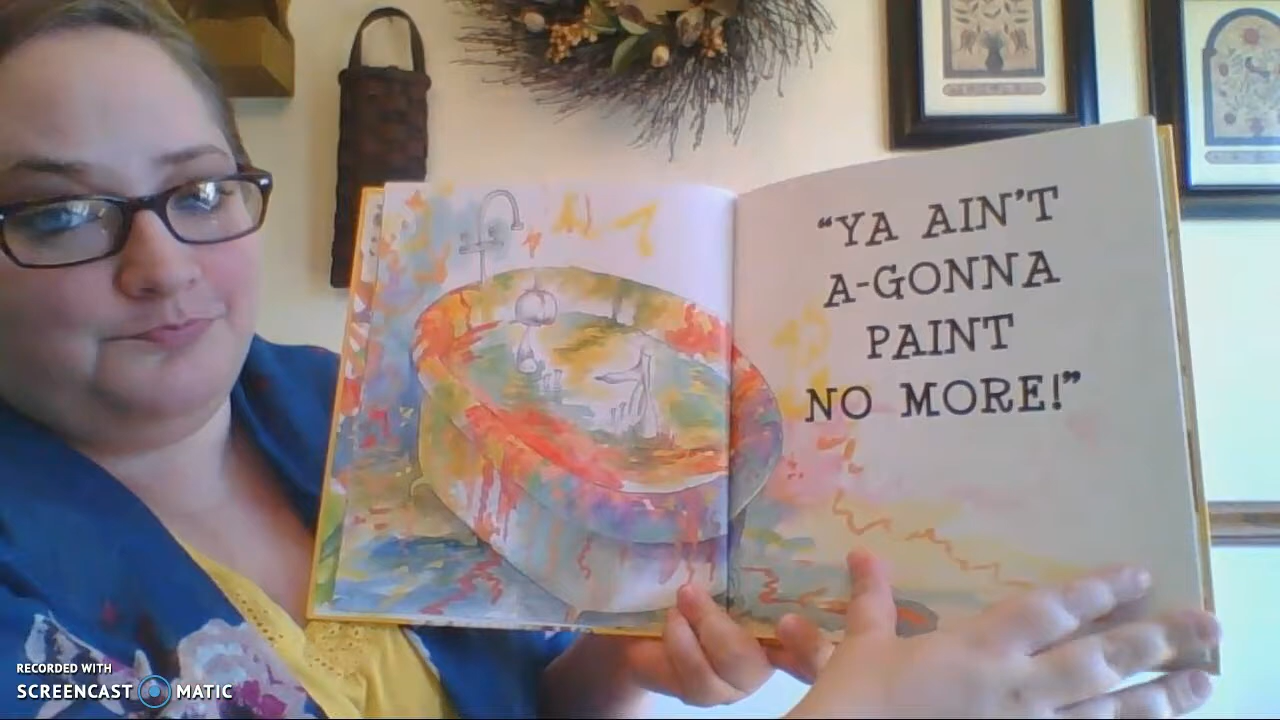 “YA AIN'T
A-GONNA
PAINT
NO MORE!”
RECORDED WITH
SCREENCAST MATIC